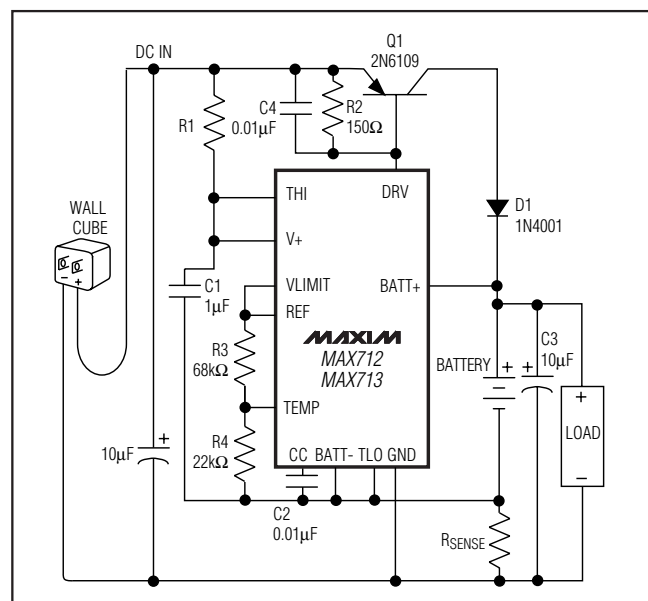 Q1
2N6109
DC IN
C4
0.01µF
R2
150Ω
R1
THI
DRV
D1
1N4001
WALL
CUBE
V+
- +
C1
1µF
VLIMIT
BATT+
REF
MAXIM
MAX712
MAX713
R3
68kΩ
C3
10µF
BATTERY
+
+
+
LOAD
-
TEMP
R4
22kΩ
+
10µF
CC BATT- TLO GND
C2
0.01µF
RSENSE